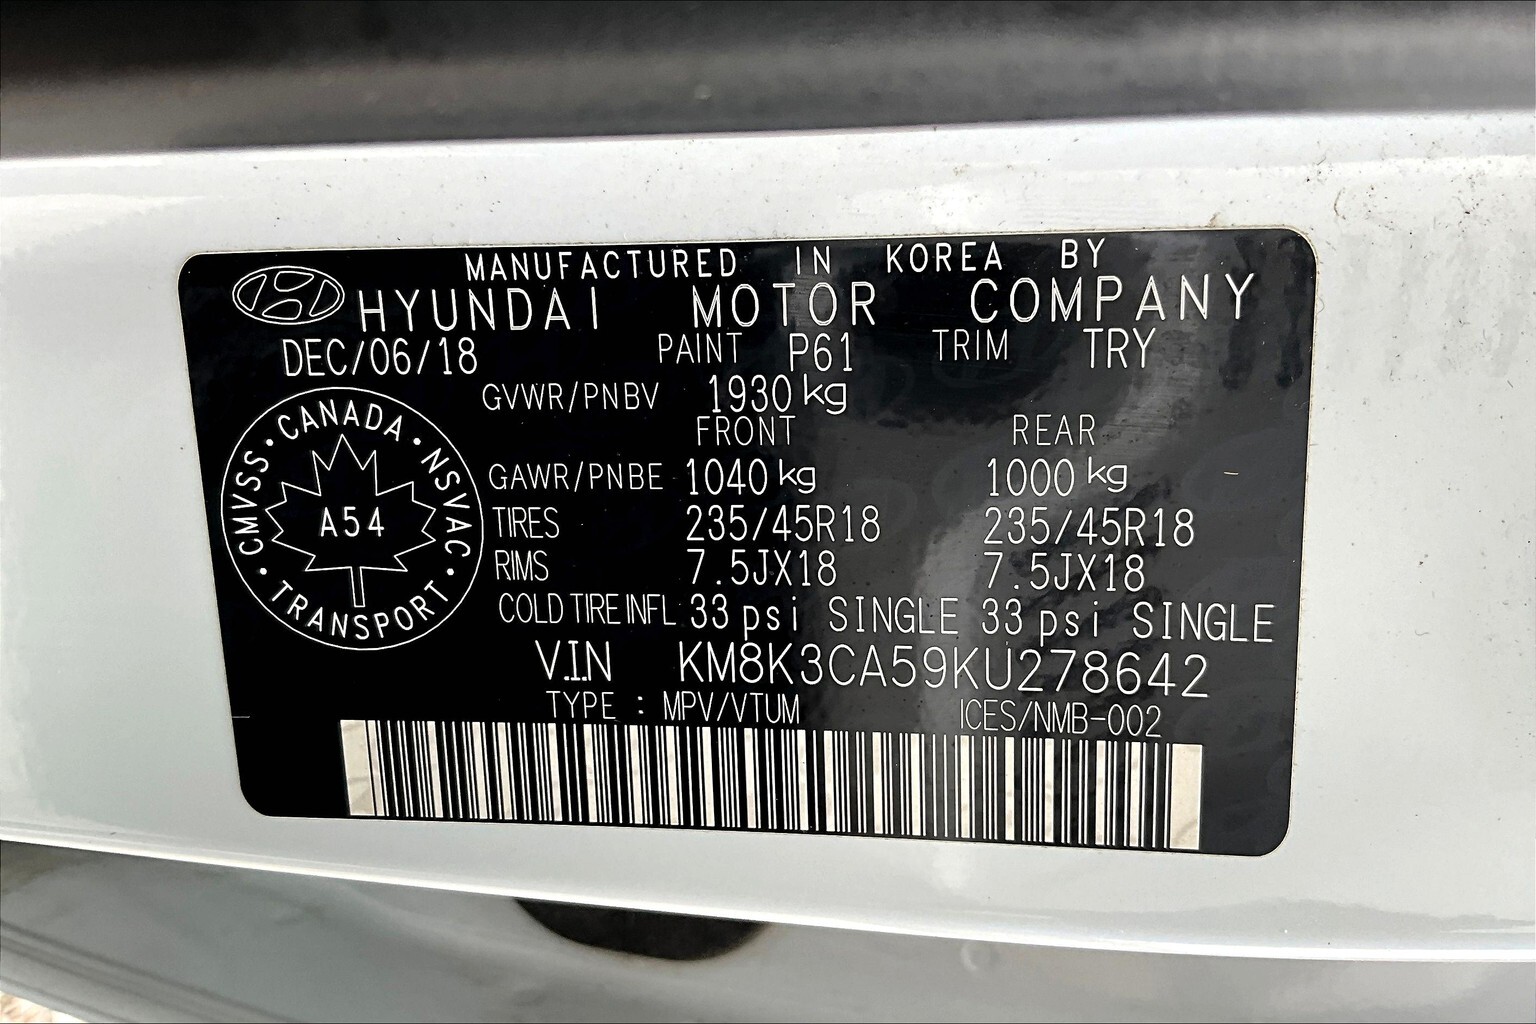 MANUFACTURED IN KOREA BY
HYUNDAI MOTOR COMPANY
DEC/06/18 PAINT P61 TRIM TRY
GVWR/PNBV 1930 kg
FRONT REAR
GAWR/PNBE 1040 kg 1000 kg
TIRES 235/45R18 235/45R18
RIMS 7.5JX18 7.5JX18
COLD TIRE INFL 33 psi SINGLE 33 psi SINGLE
V.I.N KM8K3CA59KU278642
TYPE : MPV/VTUM ICES/NMB-002
CANADA
CMVSS • NSVAC
A54
TRANSPORT